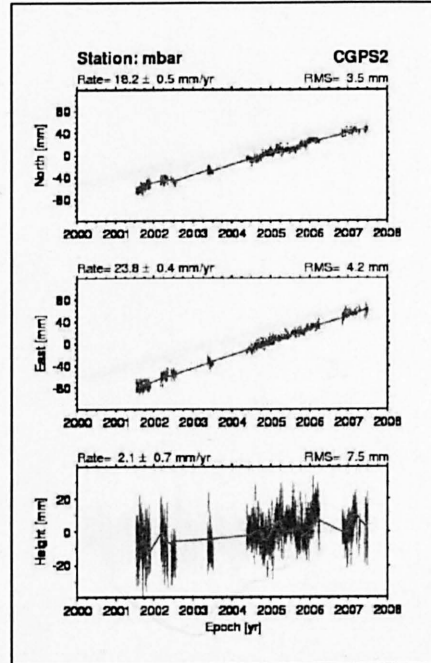 Station: mbar CGPS2
Rate= 18.2 ± 0.5 mm/yr RMS= 3.5 mm
North [mm]
80
40
0
-40
-80
2000 2001 2002 2003 2004 2005 2006 2007 2008
Rate= 23.8 ± 0.4 mm/yr RMS= 4.2 mm
East [mm]
80
40
0
-40
-80
2000 2001 2002 2003 2004 2005 2006 2007 2008
Rate= 2.1 ± 0.7 mm/yr RMS= 7.5 mm
Height [mm]
20
0
-20
2000 2001 2002 2003 2004 2005 2006 2007 2008
Epoch [yr]